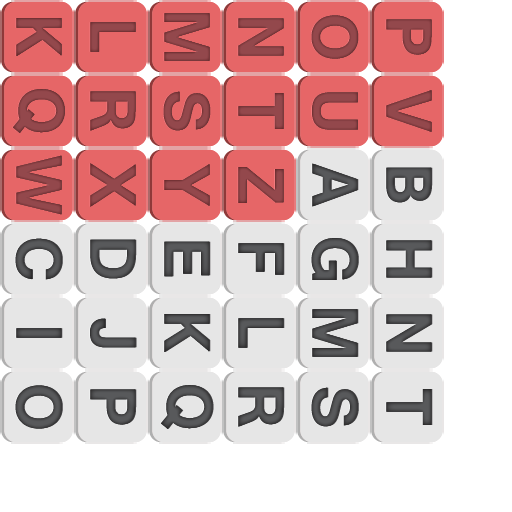 K L M N O P
Q R S T U V
W X Y Z A B
C D E F G H
I J K L M N
O P Q R S T